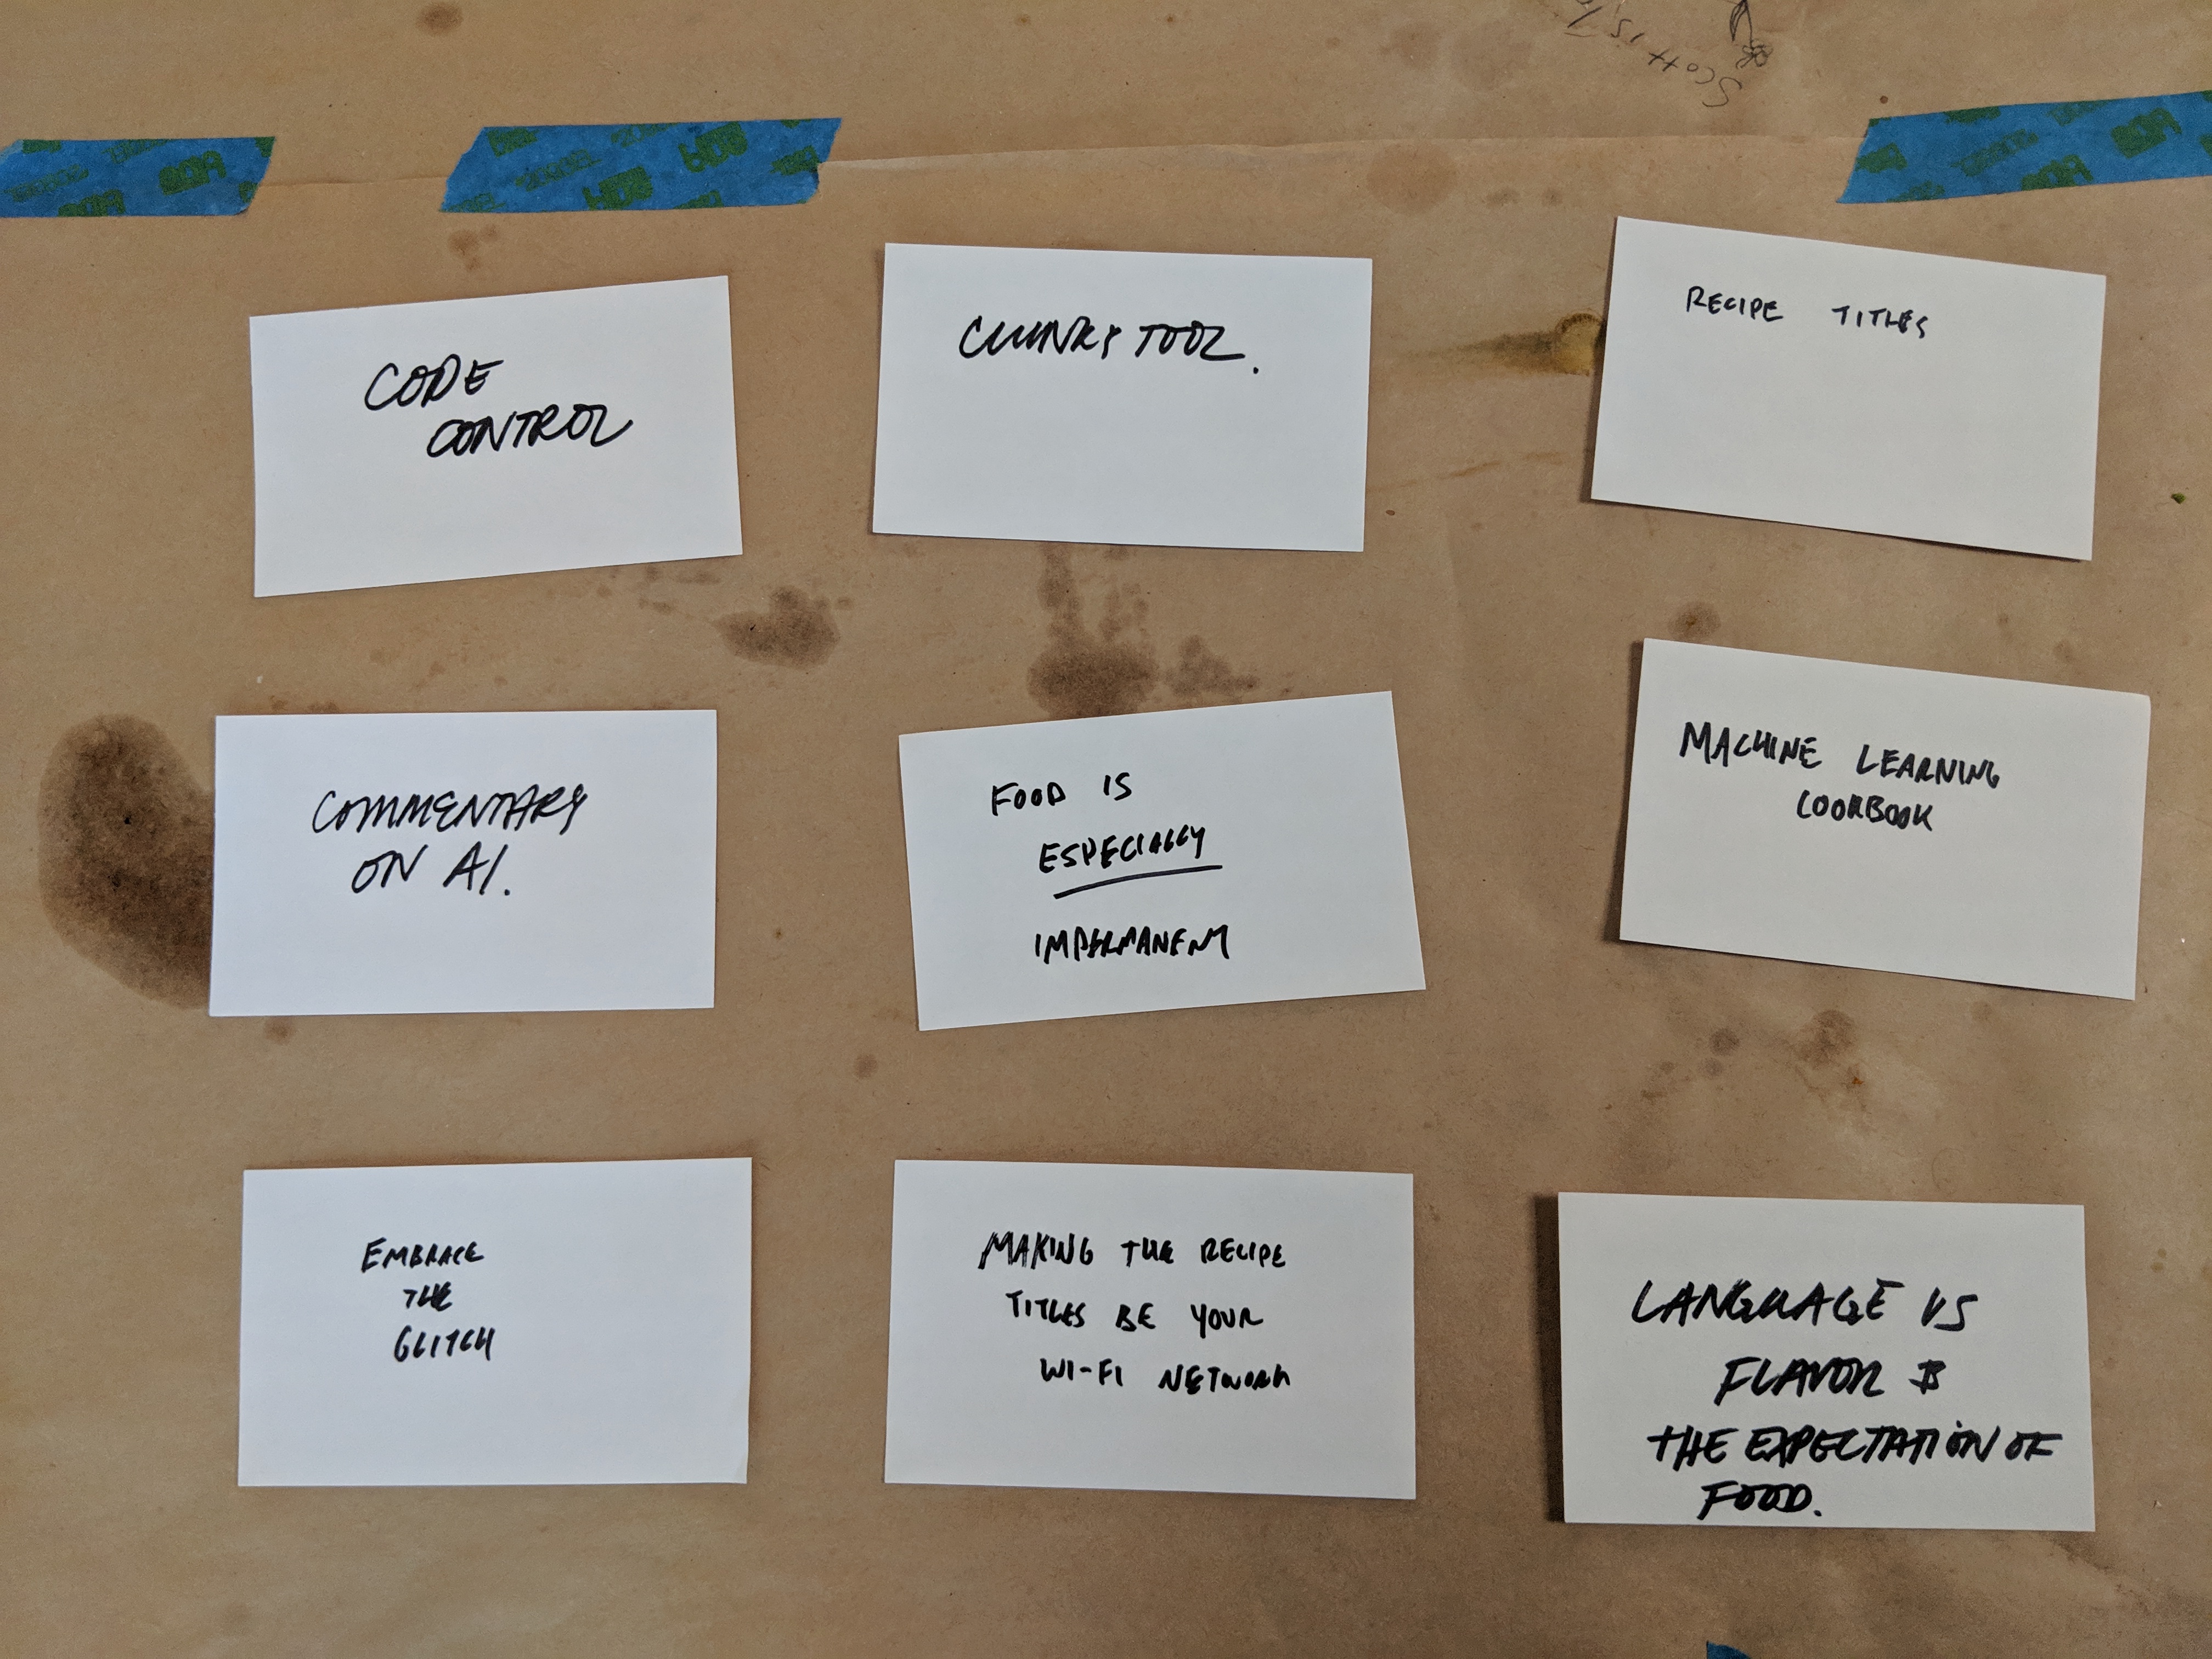 Scott is
CODE
CONTROL
CLUNKY TOOL.
RECIPE TITLES
COMMENTARY
ON AI.
FOOD IS
ESPECIALLY
IMPERMANENT
MACHINE LEARNING
COOKBOOK
EMBRACE
THE
GLITCH
MAKING THE RECIPE
TITLES BE YOUR
WI-FI NETWORK
LANGUAGE VS
FLAVOR &
THE EXPECTATION OF
FOOD.